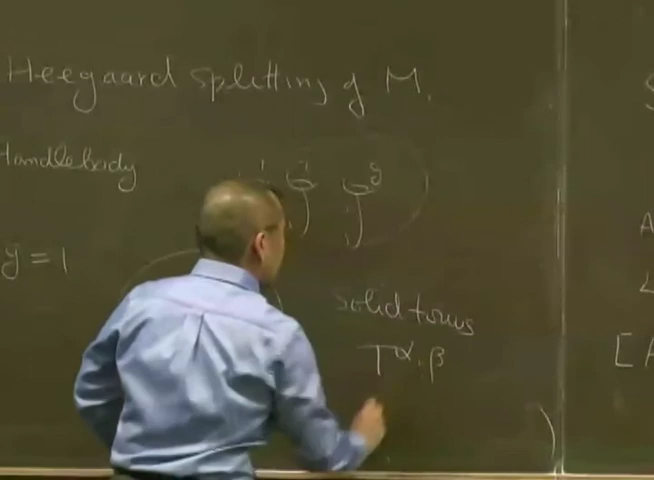 Heegaard splitting of M.
Handlebody
g
g = 1
solid torus
T α, β
S
A
[A